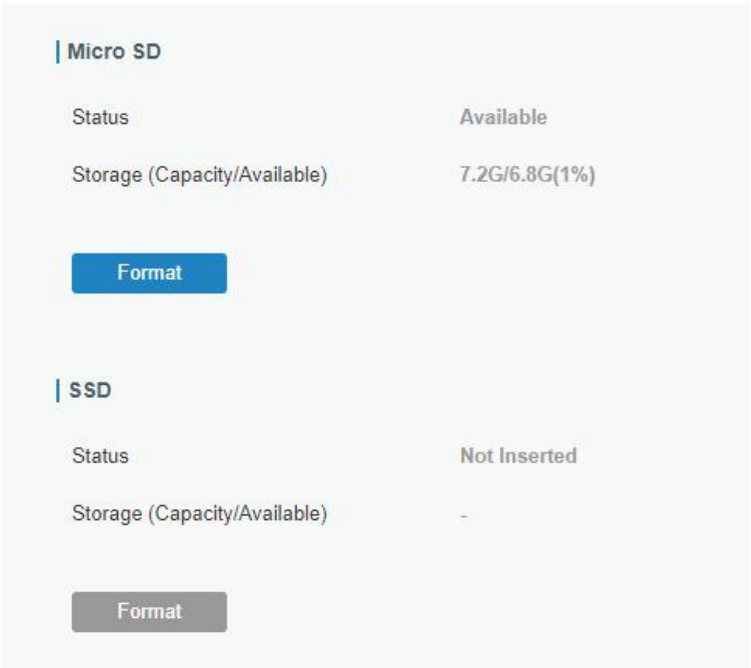 Micro SD
Status Available
Storage (Capacity/Available) 7.2G/6.8G(1%)
Format
SSD
Status Not Inserted
Storage (Capacity/Available) -
Format